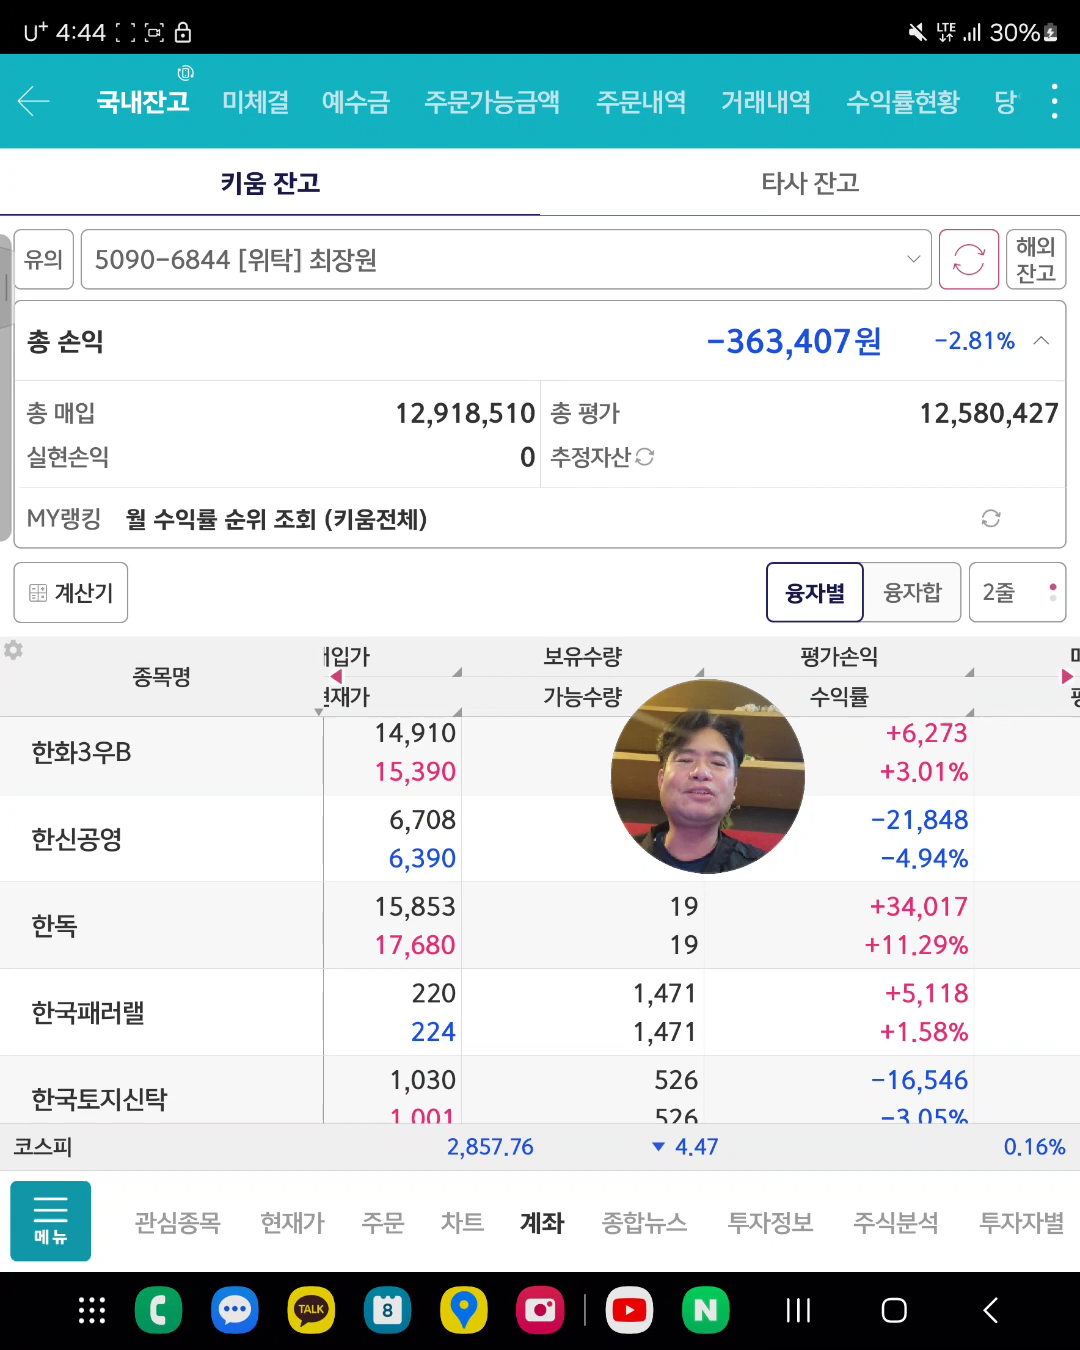 U+ 4:44 LTE 30%
국내잔고 미체결 예수금 주문가능금액 주문내역 거래내역 수익률현황 당
키움 잔고 타사 잔고
유의 5090-6844 [위탁] 최장원 해외 잔고
총 손익 -363,407원 -2.81%
총 매입 12,918,510 총 평가 12,580,427
실현손익 0 추정자산
MY랭킹 월 수익률 순위 조회 (키움전체)
계산기 융자별 융자합 2줄
종목명 매입가 보유수량 평가손익
현재가 가능수량 수익률
한화3우B 14,910 +6,273
15,390 +3.01%
한신공영 6,708 -21,848
6,390 -4.94%
한독 15,853 19 +34,017
17,680 19 +11.29%
한국패러랠 220 1,471 +5,118
224 1,471 +1.58%
한국토지신탁 1,030 526 -16,546
1,001 526 -3.05%
코스피 2,857.76 ▼ 4.47 0.16%
메뉴 관심종목 현재가 주문 차트 계좌 종합뉴스 투자정보 주식분석 투자자별
TALK 8 N